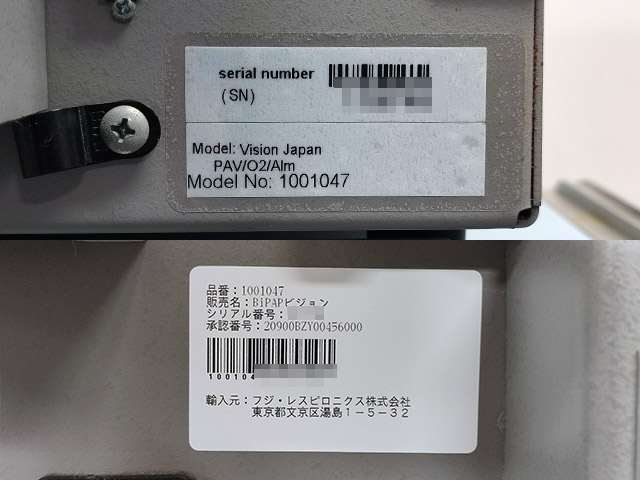 serial number
(SN)
Model: Vision Japan
PAV/O2/Alm
Model No: 1001047
品番：1001047
販売名：BiPAPビジョン
シリアル番号：
承認番号：20900BZY00456000
100104
輸入元：フジ・レスピロニクス株式会社
東京都文京区湯島１－５－３２